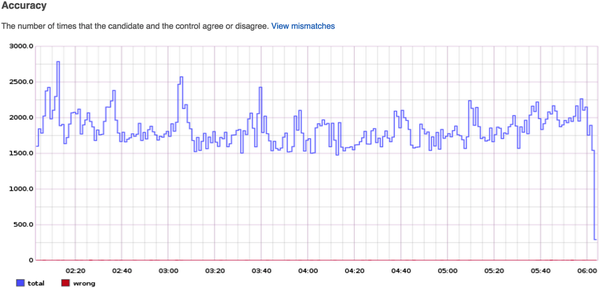 Accuracy
The number of times that the candidate and the control agree or disagree. View mismatches
3000.0
2500.0
2000.0
1500.0
1000.0
500.0
0
02:20 02:40 03:00 03:20 03:40 04:00 04:20 04:40 05:00 05:20 05:40 06:00
total wrong